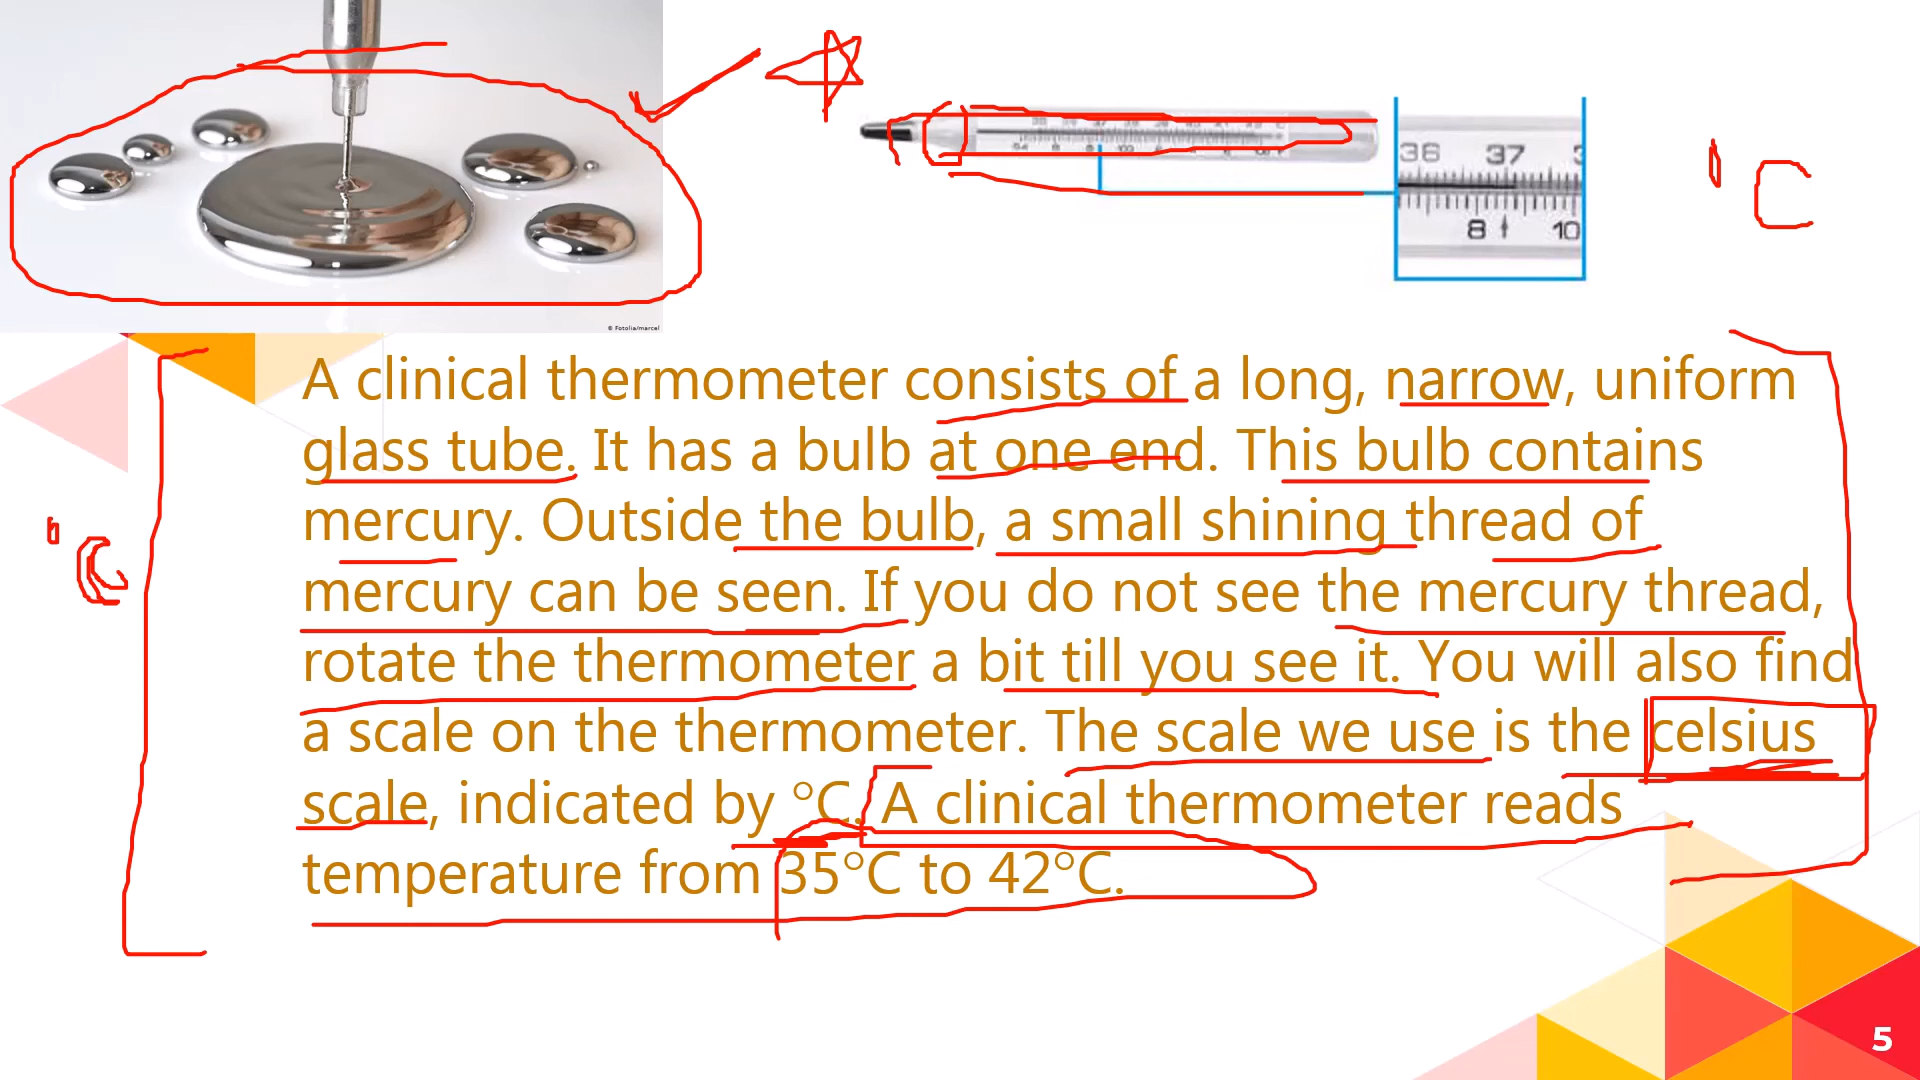 © Fotolia/marcel
36 37
8 10
°C
A clinical thermometer consists of a long, narrow, uniform
glass tube. It has a bulb at one end. This bulb contains
mercury. Outside the bulb, a small shining thread of
mercury can be seen. If you do not see the mercury thread,
°C
rotate the thermometer a bit till you see it. You will also find
a scale on the thermometer. The scale we use is the celsius
scale, indicated by °C. A clinical thermometer reads
temperature from 35°C to 42°C.
5